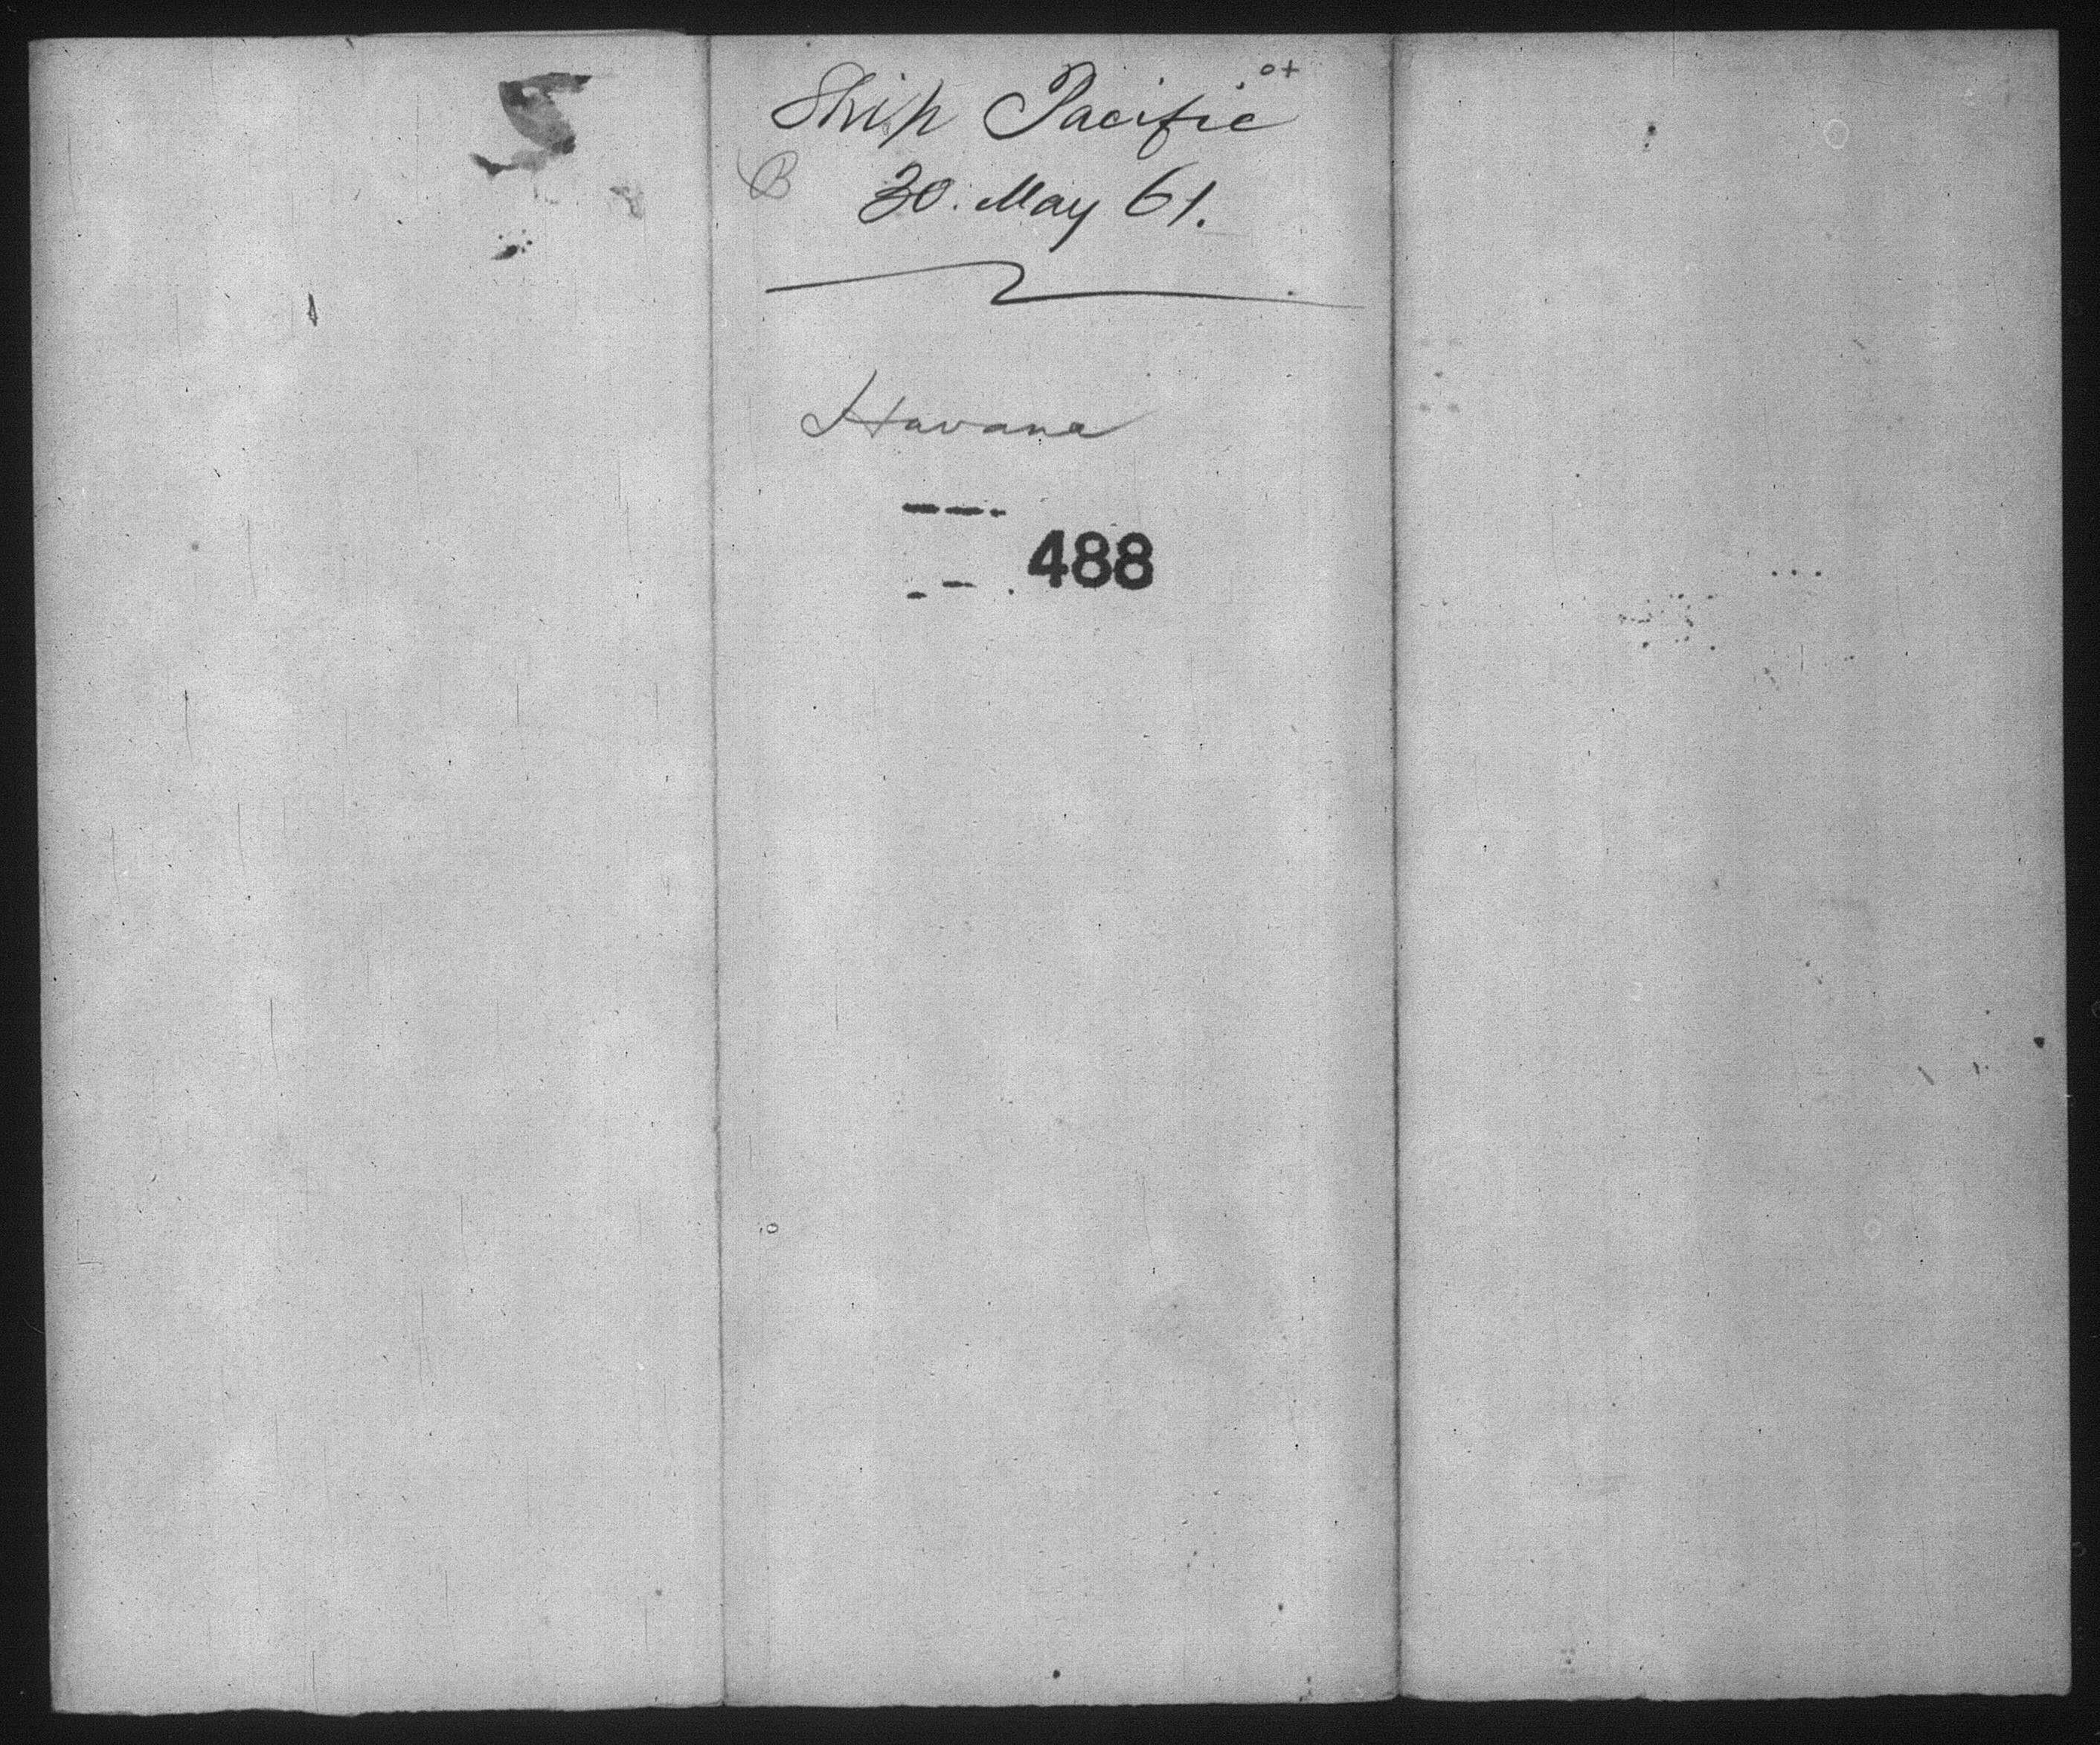 Ship Pacific
B 30. May 61.
Havana
488